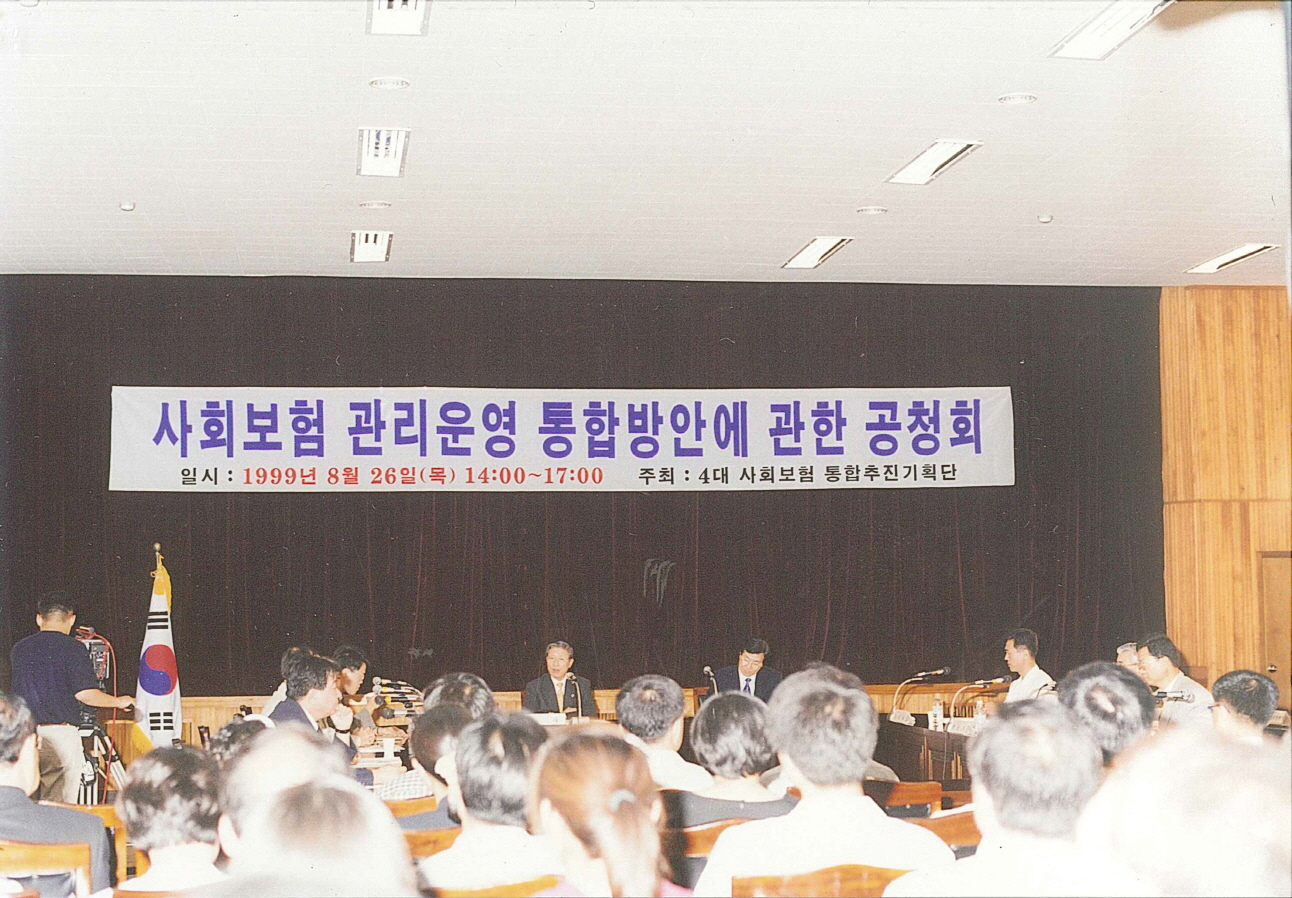 사회보험 관리운영 통합방안에 관한 공청회
일시 : 1999년 8월 26일(목) 14:00~17:00 주최 : 4대 사회보험 통합추진기획단